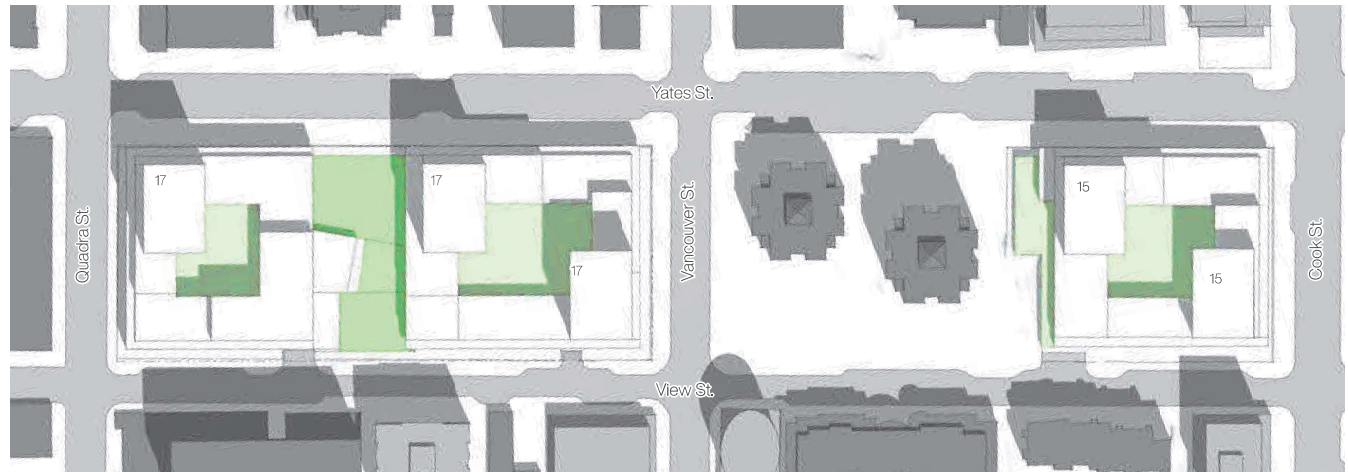 Yates St.
17
17
15
Quadra St.
Vancouver St.
Cook St.
17
15
View St.